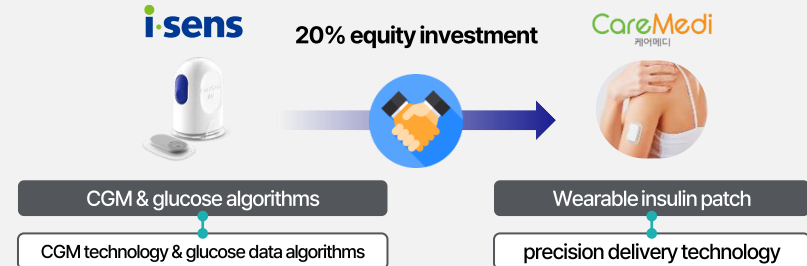 i·sens
20% equity investment
CareMedi
케어메디
CGM & glucose algorithms
Wearable insulin patch
CGM technology & glucose data algorithms
precision delivery technology